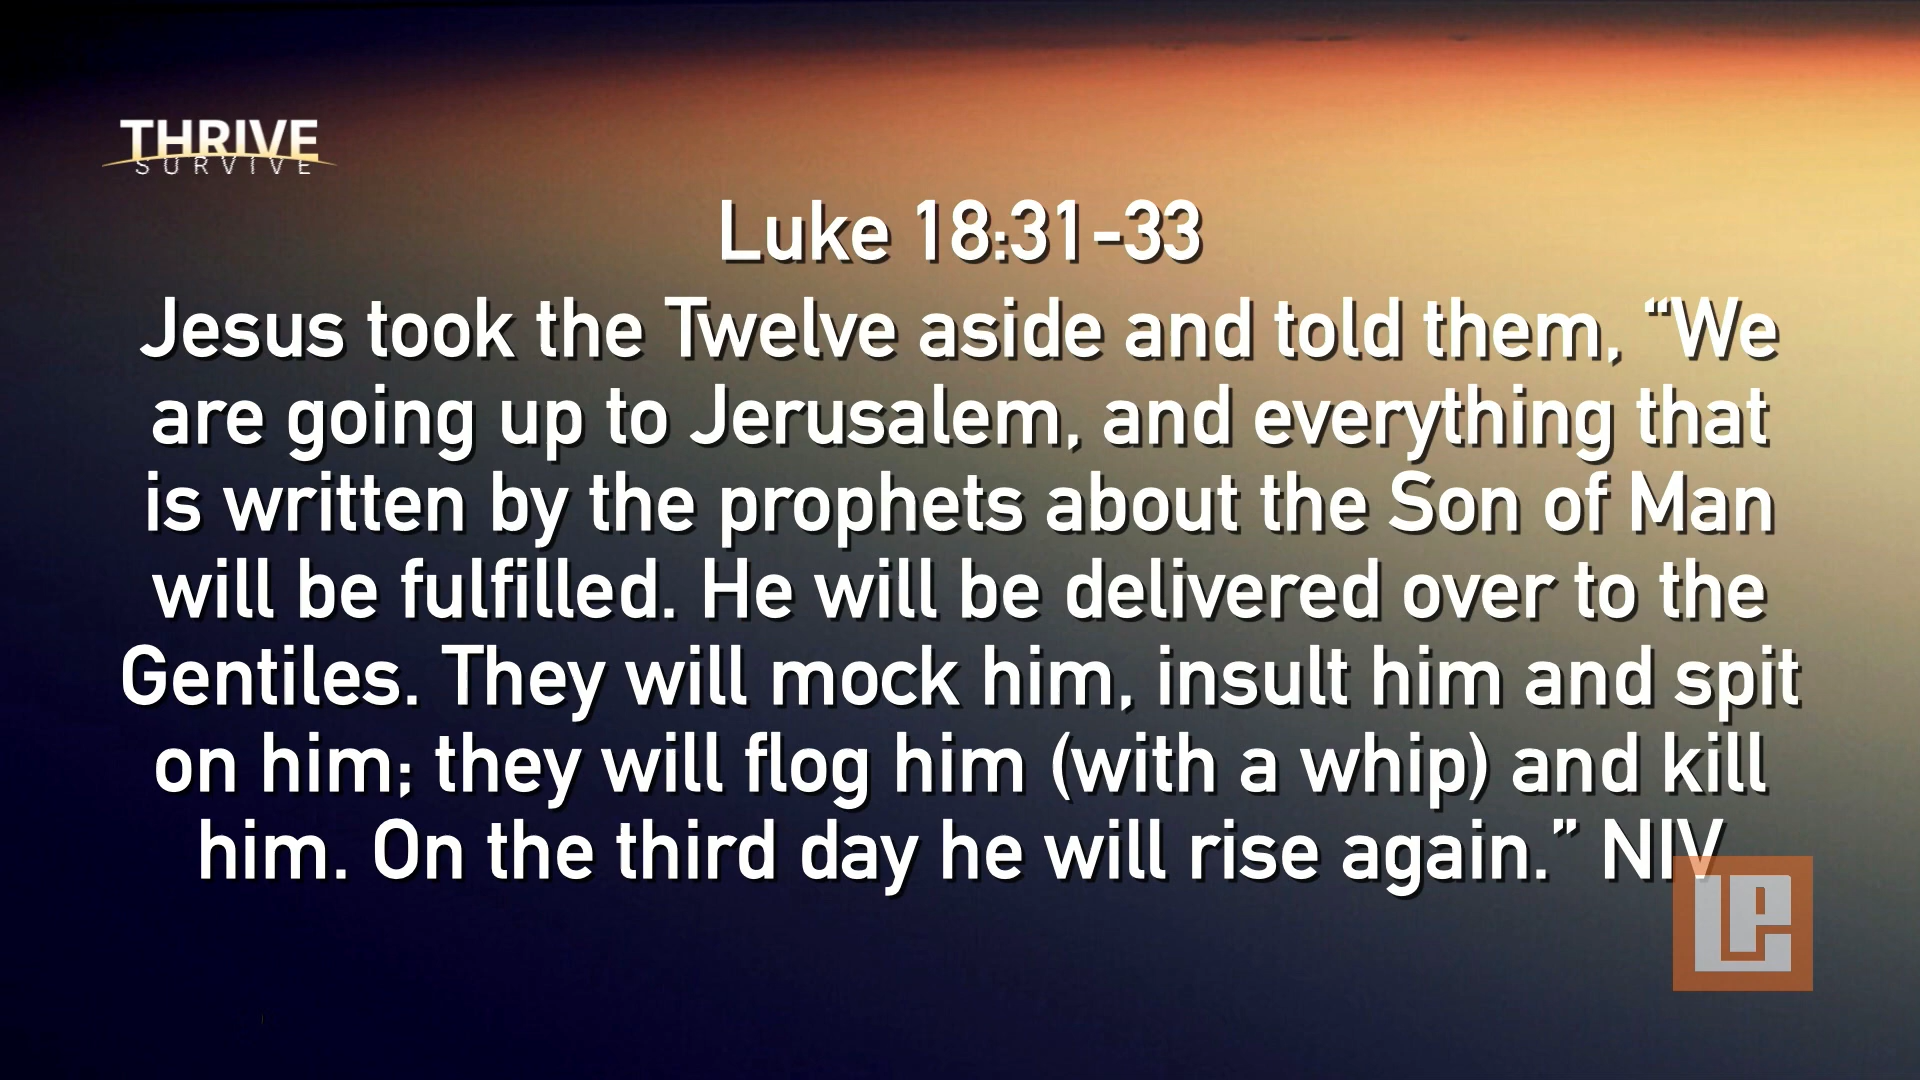 THRIVE
SURVIVE
Luke 18:31-33
Jesus took the Twelve aside and told them, “We
are going up to Jerusalem, and everything that
is written by the prophets about the Son of Man
will be fulfilled. He will be delivered over to the
Gentiles. They will mock him, insult him and spit
on him; they will flog him (with a whip) and kill
him. On the third day he will rise again.” NIV
LP